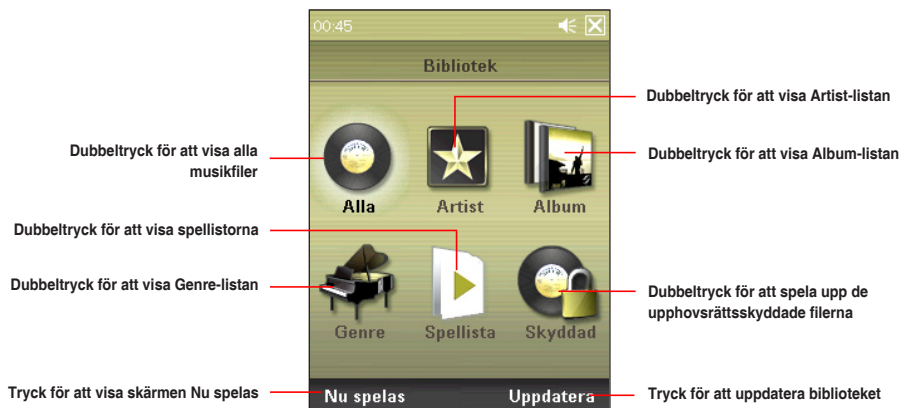 00:45
Bibliotek
Dubbeltryck för att visa Artist-listan
Dubbeltryck för att visa alla
musikfiler
Dubbeltryck för att visa Album-listan
Alla
Artist
Album
Dubbeltryck för att visa spellistorna
Dubbeltryck för att visa Genre-listan
Dubbeltryck för att spela upp de
upphovsrättsskyddade filerna
Genre
Spellista
Skyddad
Tryck för att visa skärmen Nu spelas
Nu spelas
Uppdatera
Tryck för att uppdatera biblioteket